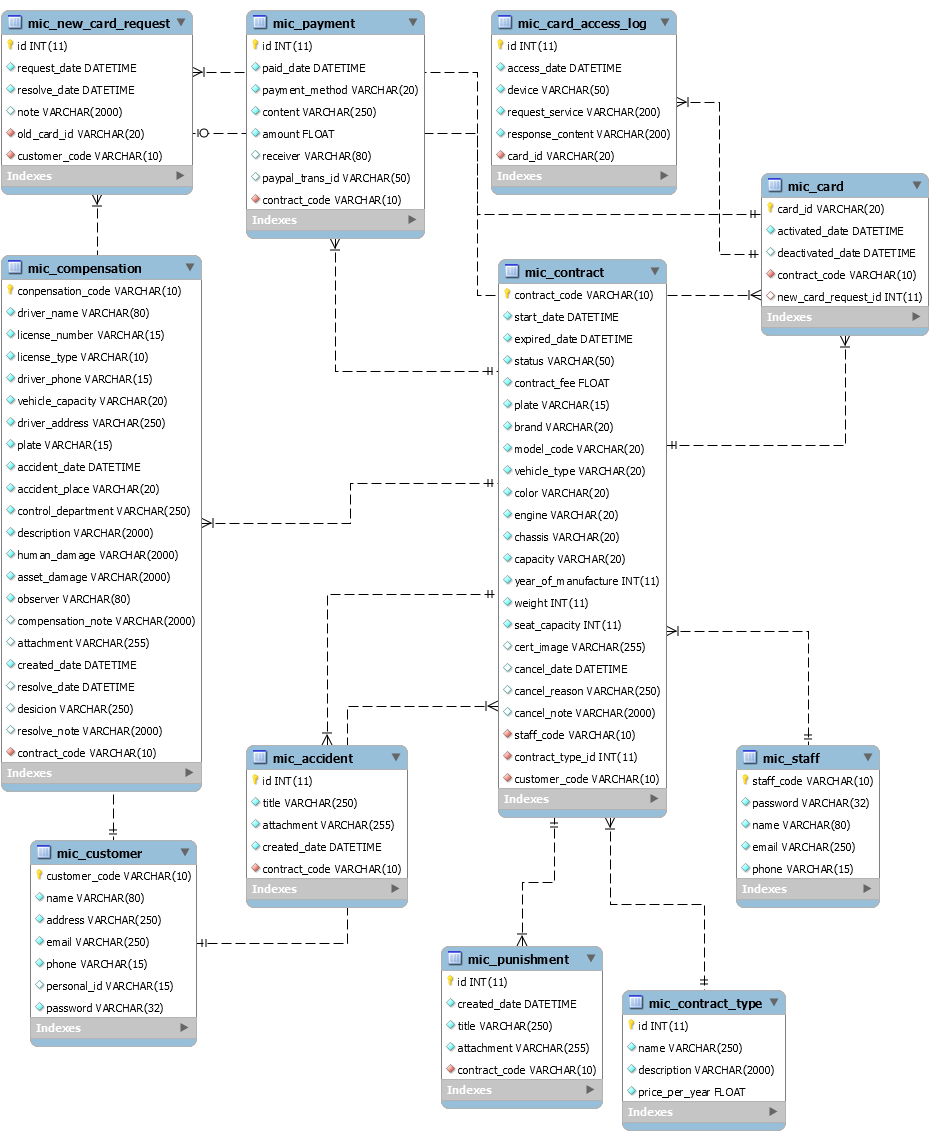 mic_new_card_request
id INT(11)
request_date DATETIME
resolve_date DATETIME
note VARCHAR(2000)
old_card_id VARCHAR(20)
customer_code VARCHAR(10)
Indexes
mic_payment
id INT(11)
paid_date DATETIME
payment_method VARCHAR(20)
content VARCHAR(250)
amount FLOAT
receiver VARCHAR(80)
paypal_trans_id VARCHAR(50)
contract_code VARCHAR(10)
Indexes
mic_card_access_log
id INT(11)
access_date DATETIME
device VARCHAR(50)
request_service VARCHAR(200)
response_content VARCHAR(200)
card_id VARCHAR(20)
Indexes
mic_card
card_id VARCHAR(20)
activated_date DATETIME
deactivated_date DATETIME
contract_code VARCHAR(10)
new_card_request_id INT(11)
Indexes
mic_compensation
conpensation_code VARCHAR(10)
driver_name VARCHAR(80)
license_number VARCHAR(15)
license_type VARCHAR(10)
driver_phone VARCHAR(15)
vehicle_capacity VARCHAR(20)
driver_address VARCHAR(250)
plate VARCHAR(15)
accident_date DATETIME
accident_place VARCHAR(20)
control_department VARCHAR(250)
description VARCHAR(2000)
human_damage VARCHAR(2000)
asset_damage VARCHAR(2000)
observer VARCHAR(80)
compensation_note VARCHAR(2000)
attachment VARCHAR(255)
created_date DATETIME
resolve_date DATETIME
desicion VARCHAR(250)
resolve_note VARCHAR(2000)
contract_code VARCHAR(10)
Indexes
mic_contract
contract_code VARCHAR(10)
start_date DATETIME
expired_date DATETIME
status VARCHAR(50)
contract_fee FLOAT
plate VARCHAR(15)
brand VARCHAR(20)
model_code VARCHAR(20)
vehicle_type VARCHAR(20)
color VARCHAR(20)
engine VARCHAR(20)
chassis VARCHAR(20)
capacity VARCHAR(20)
year_of_manufacture INT(11)
weight INT(11)
seat_capacity INT(11)
cert_image VARCHAR(255)
cancel_date DATETIME
cancel_reason VARCHAR(250)
cancel_note VARCHAR(2000)
staff_code VARCHAR(10)
contract_type_id INT(11)
customer_code VARCHAR(10)
Indexes
mic_accident
id INT(11)
title VARCHAR(250)
attachment VARCHAR(255)
created_date DATETIME
contract_code VARCHAR(10)
Indexes
mic_staff
staff_code VARCHAR(10)
password VARCHAR(32)
name VARCHAR(80)
email VARCHAR(250)
phone VARCHAR(15)
Indexes
mic_customer
customer_code VARCHAR(10)
name VARCHAR(80)
address VARCHAR(250)
email VARCHAR(250)
phone VARCHAR(15)
personal_id VARCHAR(15)
password VARCHAR(32)
Indexes
mic_punishment
id INT(11)
created_date DATETIME
title VARCHAR(250)
attachment VARCHAR(255)
contract_code VARCHAR(10)
Indexes
mic_contract_type
id INT(11)
name VARCHAR(250)
description VARCHAR(2000)
price_per_year FLOAT
Indexes